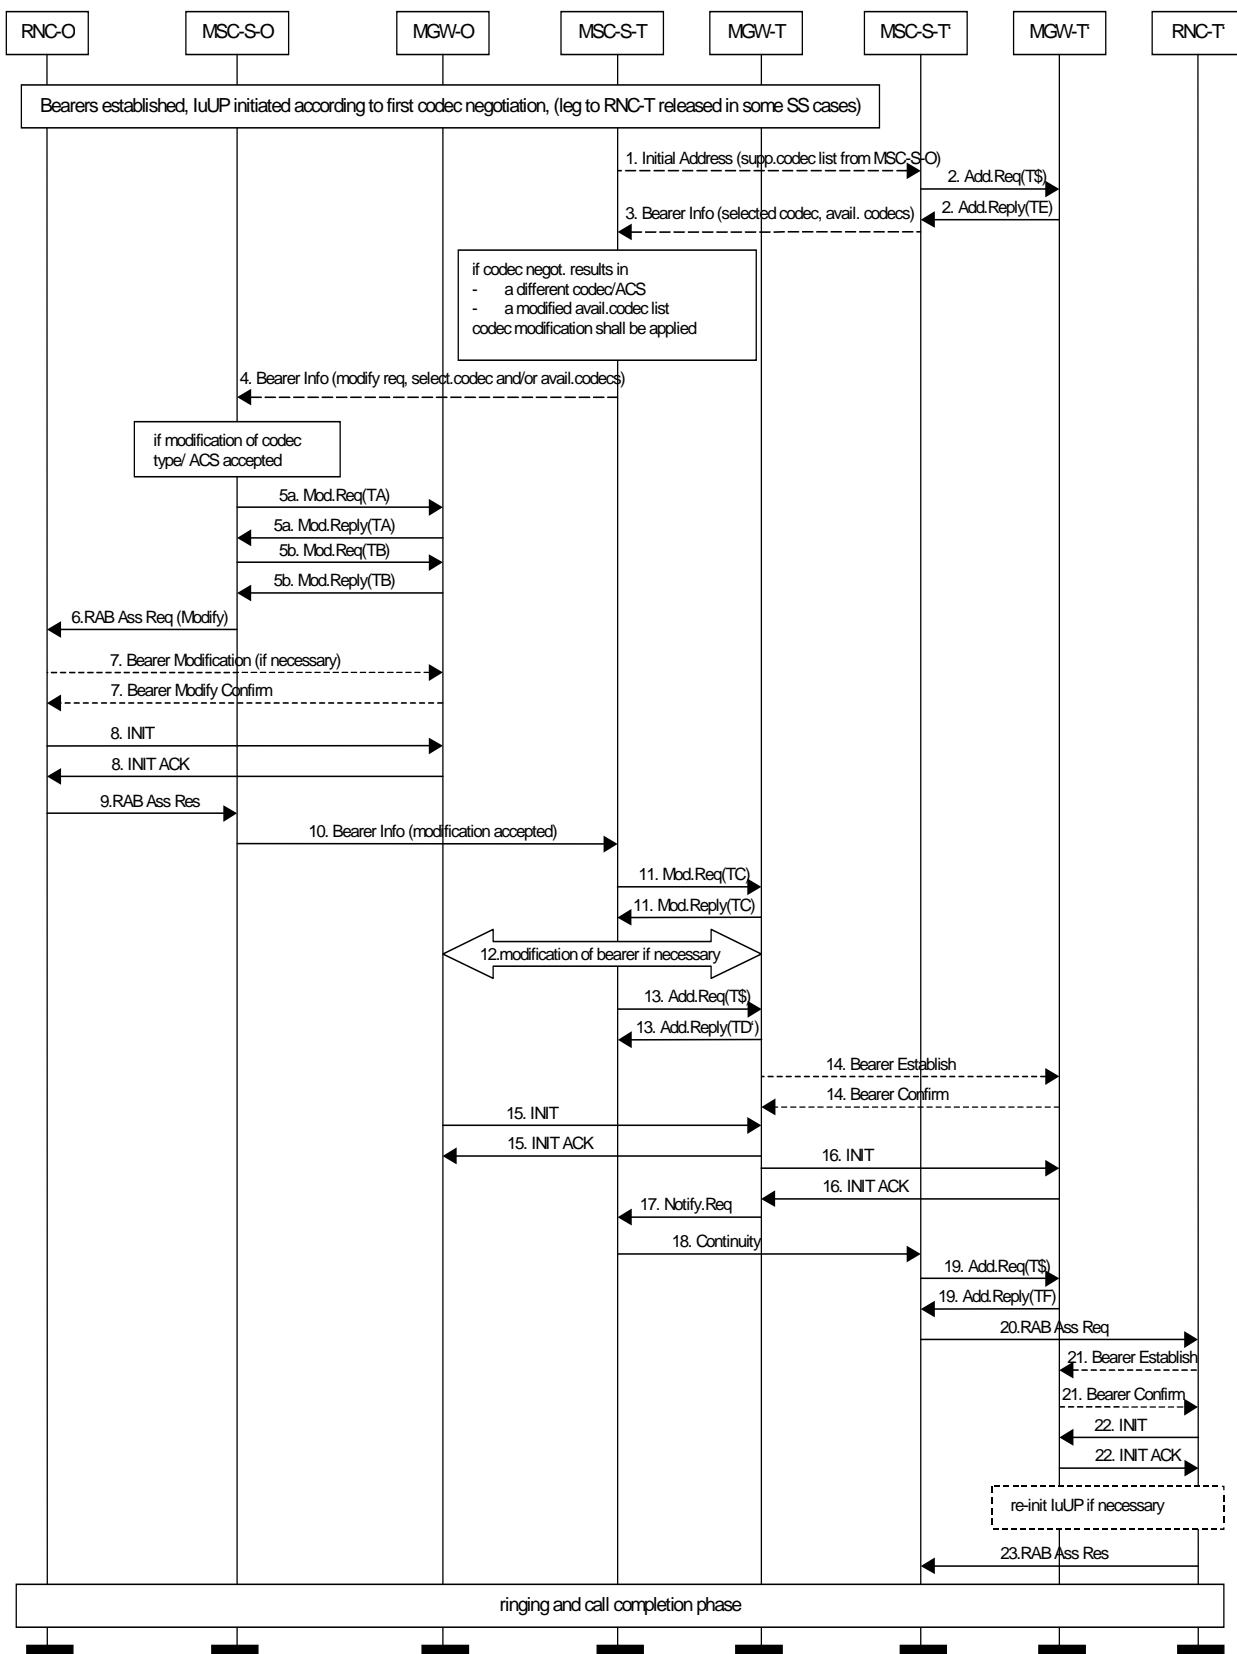 RNC-O
MSC-S-O
MGW-O
MSC-S-T
MGW-T
MSC-S-T'
MGW-T'
RNC-T'
Bearers established, IuUP initiated according to first codec negotiation, (leg to RNC-T released in some SS cases)
1. Initial Address (supp.codec list from MSC-S-O)
2. Add.Req(T$)
2. Add.Reply(TE)
3. Bearer Info (selected codec, avail. codecs)
if codec negot. results in
- a different codec/ACS
- a modified avail.codec list
codec modification shall be applied
4. Bearer Info (modify req, select.codec and/or avail.codecs)
if modification of codec
type/ ACS accepted
5a. Mod.Req(TA)
5a. Mod.Reply(TA)
5b. Mod.Req(TB)
5b. Mod.Reply(TB)
6.RAB Ass Req (Modify)
7. Bearer Modification (if necessary)
7. Bearer Modify Confirm
8. INIT
8. INIT ACK
9.RAB Ass Res
10. Bearer Info (modification accepted)
11. Mod.Req(TC)
11. Mod.Reply(TC)
12.modification of bearer if necessary
13. Add.Req(T$)
13. Add.Reply(TD')
14. Bearer Establish
14. Bearer Confirm
15. INIT
15. INIT ACK
16. INIT
16. INIT ACK
17. Notify.Req
18. Continuity
19. Add.Req(T$)
19. Add.Reply(TF)
20.RAB Ass Req
21. Bearer Establish
21. Bearer Confirm
22. INIT
22. INIT ACK
re-init IuUP if necessary
23.RAB Ass Res
ringing and call completion phase